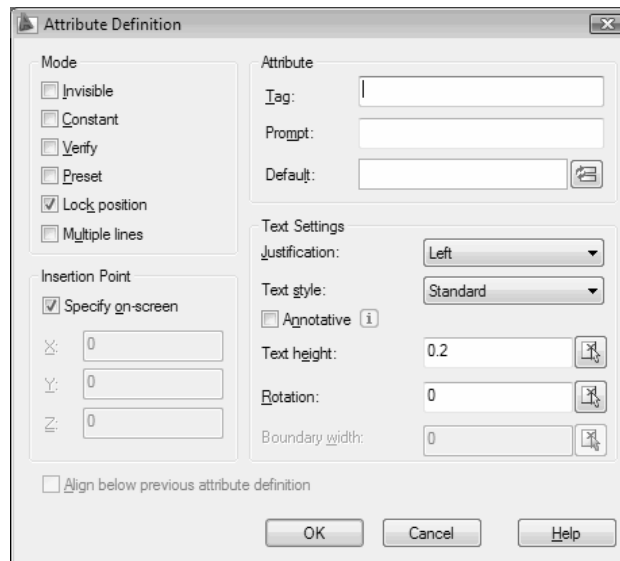 Attribute Definition
Mode
Invisible
Constant
Verify
Preset
Lock position
Multiple lines
Attribute
Tag:
Prompt:
Default:
Insertion Point
Specify on-screen
X: 0
Y: 0
Z: 0
Text Settings
Justification: Left
Text style: Standard
Annotative i
Text height: 0.2
Rotation: 0
Boundary width: 0
Align below previous attribute definition
OK Cancel Help